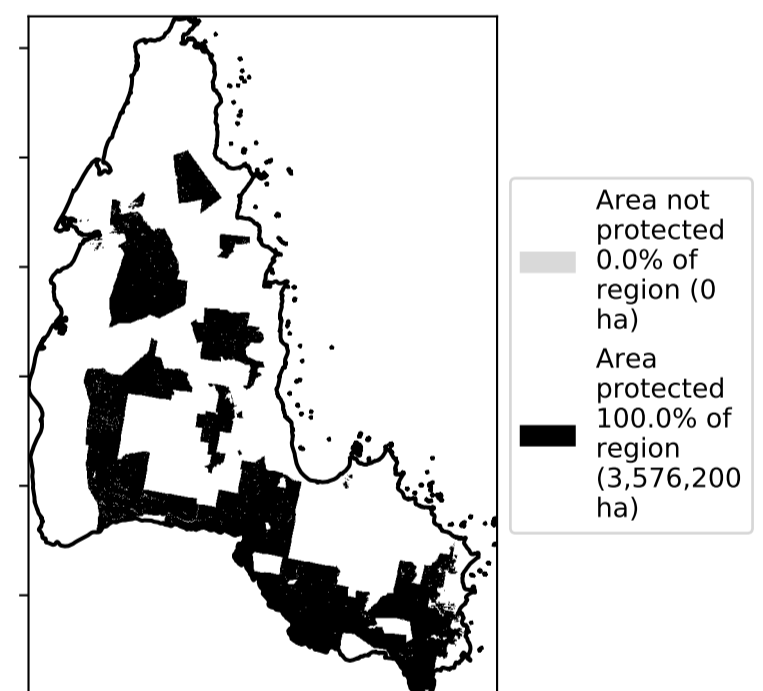 Area not
protected
0.0% of
region (0
ha)
Area
protected
100.0% of
region
(3,576,200
ha)